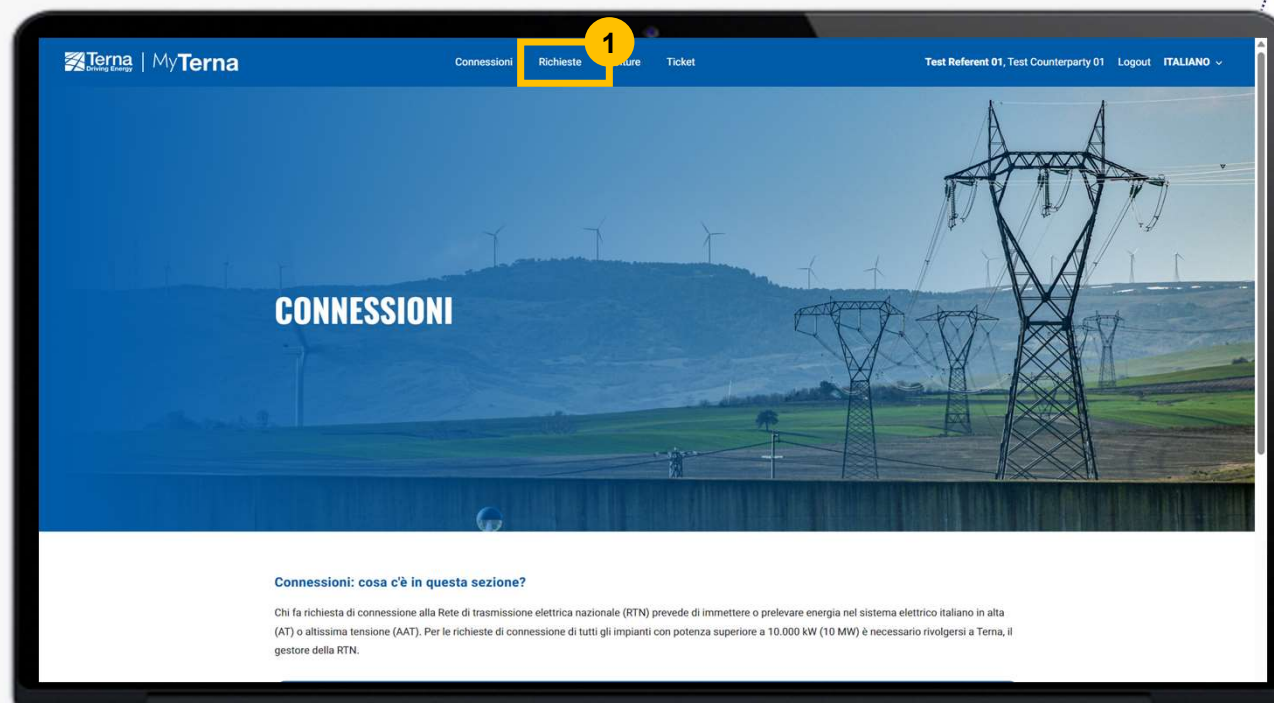 Terna
Driving Energy
MyTerna
Connessioni
Richieste
1
Ticket
Test Referent 01, Test Counterparty 01
Logout
ITALIANO
CONNESSIONI
Connessioni: cosa c'è in questa sezione?
Chi fa richiesta di connessione alla Rete di trasmissione elettrica nazionale (RTN) prevede di immettere o prelevare energia nel sistema elettrico italiano in alta
(AT) o altissima tensione (AAT). Per le richieste di connessione di tutti gli impianti con potenza superiore a 10.000 kW (10 MW) è necessario rivolgersi a Terna, il
gestore della RTN.